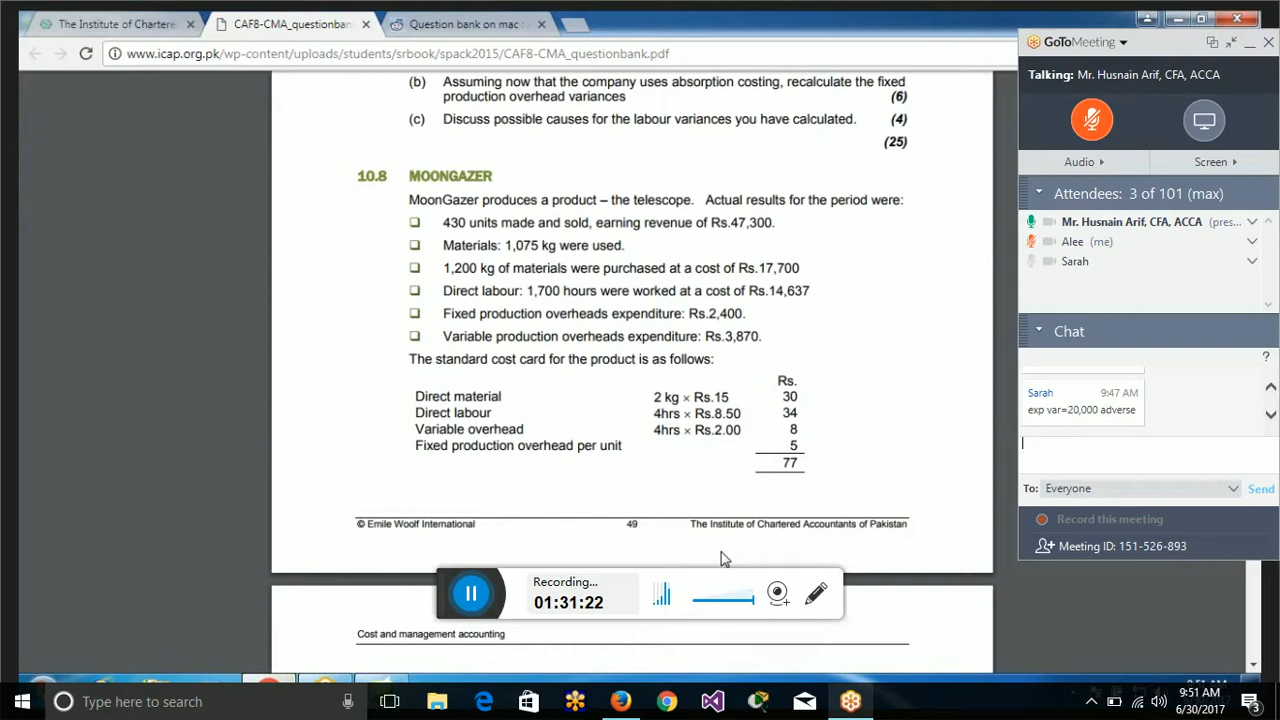 The Institute of Chartere
CAF8-CMA_questionban
Question bank on mac :
www.icap.org.pk/wp-content/uploads/students/srbook/spack2015/CAF8-CMA_questionbank.pdf
(b) Assuming now that the company uses absorption costing, recalculate the fixed
production overhead variances (6)
(c) Discuss possible causes for the labour variances you have calculated. (4)
(25)
10.8 MOONGAZER
MoonGazer produces a product – the telescope. Actual results for the period were:
430 units made and sold, earning revenue of Rs.47,300.
Materials: 1,075 kg were used.
1,200 kg of materials were purchased at a cost of Rs.17,700
Direct labour: 1,700 hours were worked at a cost of Rs.14,637
Fixed production overheads expenditure: Rs.2,400.
Variable production overheads expenditure: Rs.3,870.
The standard cost card for the product is as follows:
Rs.
Direct material 2 kg × Rs.15 30
Direct labour 4hrs × Rs.8.50 34
Variable overhead 4hrs × Rs.2.00 8
Fixed production overhead per unit 5
77
© Emile Woolf International 49 The Institute of Chartered Accountants of Pakistan
Recording...
01:31:22
Cost and management accounting
GoToMeeting
Talking: Mr. Husnain Arif, CFA, ACCA
Audio Screen
Attendees: 3 of 101 (max)
Mr. Husnain Arif, CFA, ACCA (pres...
Alee (me)
Sarah
Chat
?
Sarah 9:47 AM
exp var=20,000 adverse
To: Everyone Send
Record this meeting
Meeting ID: 151-526-893
Type here to search
9:51 AM
6/30/2017
3